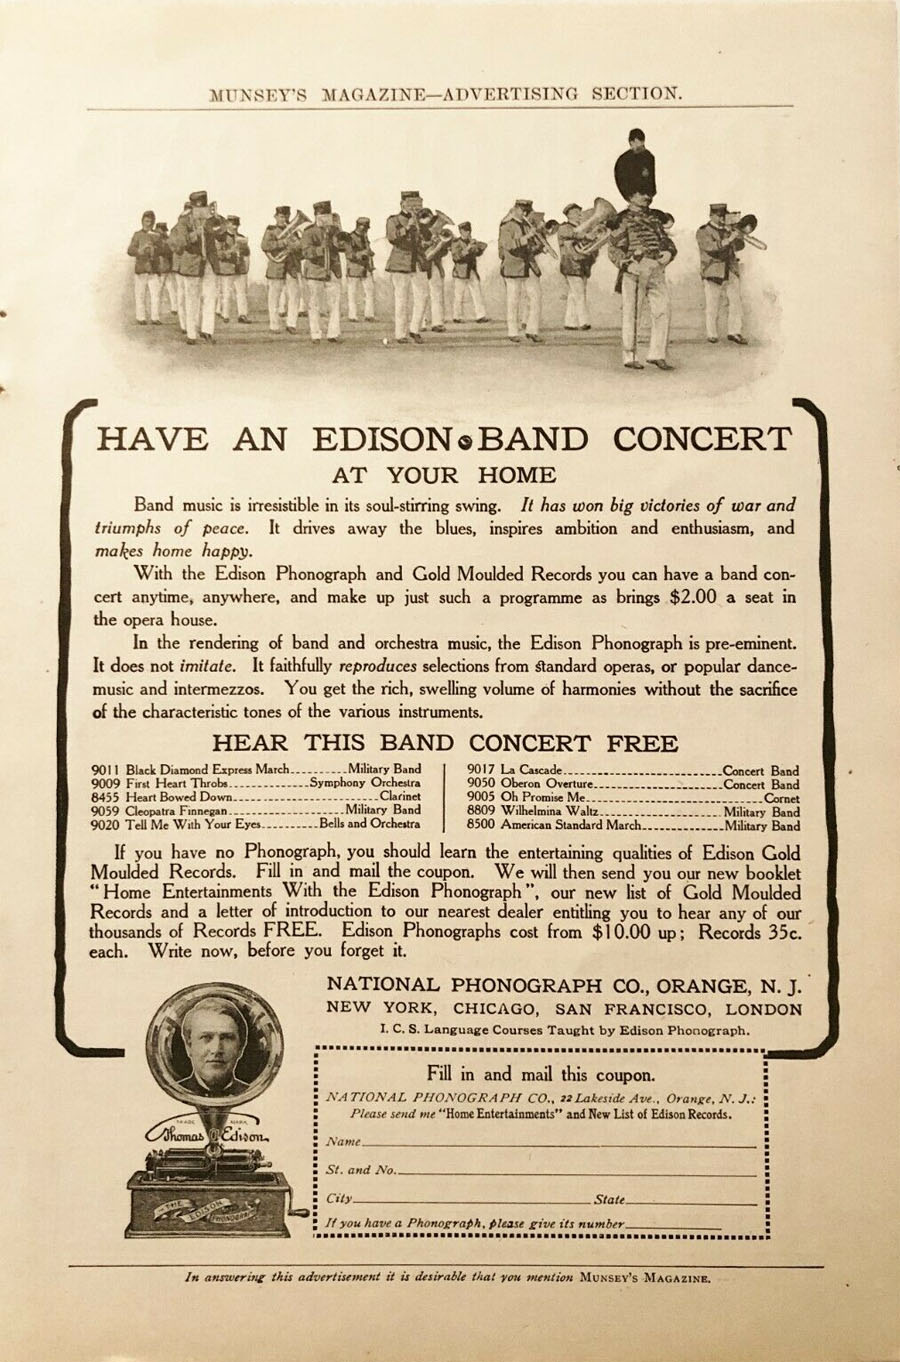 MUNSEY'S MAGAZINE—ADVERTISING SECTION.
HAVE AN EDISON BAND CONCERT
AT YOUR HOME
Band music is irresistible in its soul-stirring swing. It has won big victories of war and
triumphs of peace. It drives away the blues, inspires ambition and enthusiasm, and
makes home happy.
With the Edison Phonograph and Gold Moulded Records you can have a band con-
cert anytime, anywhere, and make up just such a programme as brings $2.00 a seat in
the opera house.
In the rendering of band and orchestra music, the Edison Phonograph is pre-eminent.
It does not imitate. It faithfully reproduces selections from standard operas, or popular dance-
music and intermezzos. You get the rich, swelling volume of harmonies without the sacrifice
of the characteristic tones of the various instruments.
HEAR THIS BAND CONCERT FREE
9011 Black Diamond Express March Military Band
9009 First Heart Throbs Symphony Orchestra
8455 Heart Bowed Down Clarinet
9059 Cleopatra Finnegan Military Band
9020 Tell Me With Your Eyes Bells and Orchestra
9017 La Cascade Concert Band
9050 Oberon Overture Concert Band
9005 Oh Promise Me Cornet
8809 Wilhelmina Waltz Military Band
8500 American Standard March Military Band
If you have no Phonograph, you should learn the entertaining qualities of Edison Gold
Moulded Records. Fill in and mail the coupon. We will then send you our new booklet
"Home Entertainments With the Edison Phonograph", our new list of Gold Moulded
Records and a letter of introduction to our nearest dealer entitling you to hear any of our
thousands of Records FREE. Edison Phonographs cost from $10.00 up; Records 35c.
each. Write now, before you forget it.
NATIONAL PHONOGRAPH CO., ORANGE, N. J.
NEW YORK, CHICAGO, SAN FRANCISCO, LONDON
I. C. S. Language Courses Taught by Edison Phonograph.
TRADE MARK
Thomas A Edison
THE EDISON PHONOGRAPH
Fill in and mail this coupon.
NATIONAL PHONOGRAPH CO., 22 Lakeside Ave., Orange, N. J.:
Please send me "Home Entertainments" and New List of Edison Records.
Name
St. and No.
City State
If you have a Phonograph, please give its number
In answering this advertisement it is desirable that you mention MUNSEY'S MAGAZINE.